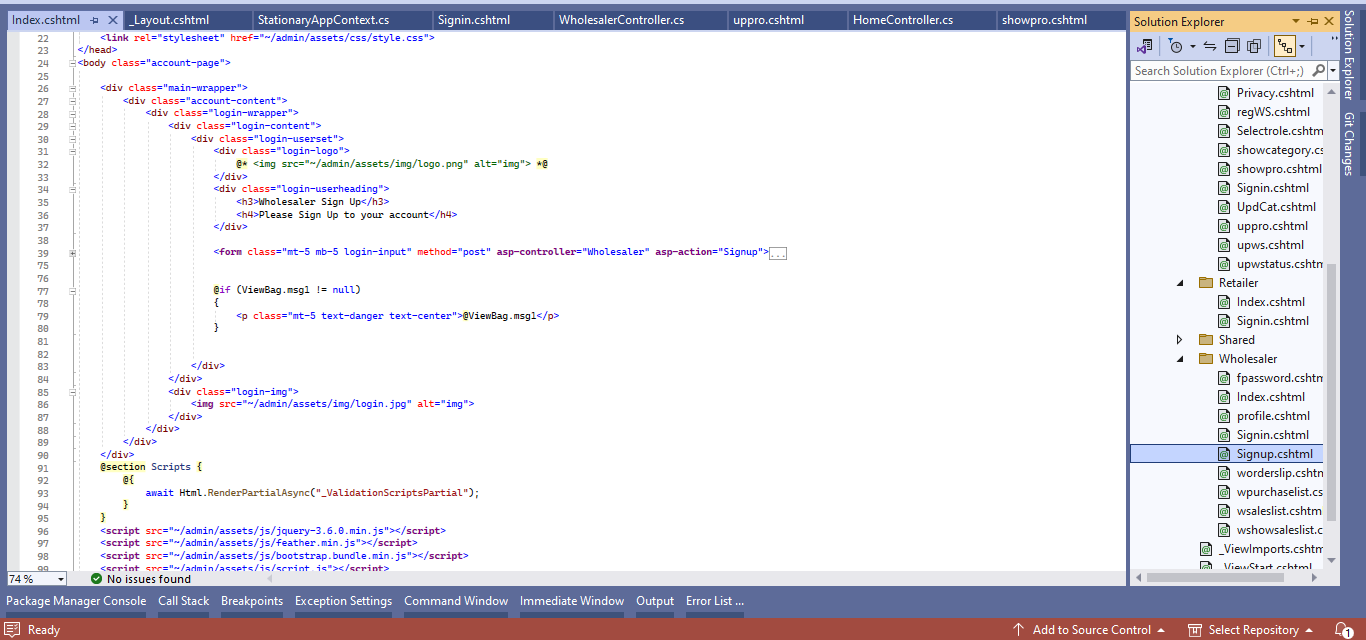 Index.cshtml
_Layout.cshtml
StationaryAppContext.cs
Signin.cshtml
WholesalerController.cs
uppro.cshtml
HomeController.cs
showpro.cshtml
22 <link rel="stylesheet" href="~/admin/assets/css/style.css">
23 </head>
24 <body class="account-page">
25
26 <div class="main-wrapper">
27 <div class="account-content">
28 <div class="login-wrapper">
29 <div class="login-content">
30 <div class="login-userset">
31 <div class="login-logo">
32 @* <img src="~/admin/assets/img/logo.png" alt="img"> *@
33 </div>
34 <div class="login-userheading">
35 <h3>Wholesaler Sign Up</h3>
36 <h4>Please Sign Up to your account</h4>
37 </div>
38
39 <form class="mt-5 mb-5 login-input" method="post" asp-controller="Wholesaler" asp-action="Signup">...
75
76
77 @if (ViewBag.msg1 != null)
78 {
79 <p class="mt-5 text-danger text-center">@ViewBag.msg1</p>
80 }
81
82
83 </div>
84 </div>
85 <div class="login-img">
86 <img src="~/admin/assets/img/login.jpg" alt="img">
87 </div>
88 </div>
89 </div>
90 </div>
91 @section Scripts {
92 @{
93 await Html.RenderPartialAsync("_ValidationScriptsPartial");
94 }
95 }
96 <script src="~/admin/assets/js/jquery-3.6.0.min.js"></script>
97 <script src="~/admin/assets/js/feather.min.js"></script>
98 <script src="~/admin/assets/js/bootstrap.bundle.min.js"></script>
99 <script src="~/admin/assets/js/script.js"></script>
74 %
No issues found
Solution Explorer
Search Solution Explorer (Ctrl+;)
Privacy.cshtml
regWS.cshtml
Selectrole.cshtm
showcategory.cs
showpro.cshtml
Signin.cshtml
UpdCat.cshtml
uppro.cshtml
upws.cshtml
upwstatus.cshtm
Retailer
Index.cshtml
Signin.cshtml
Shared
Wholesaler
fpassword.cshtm
Index.cshtml
profile.cshtml
Signin.cshtml
Signup.cshtml
worderslip.cshtn
wpurchaselist.cs
wsaleslist.cshtm
wshowsaleslist.c
_ViewImports.cshtm
_ViewStart.cshtml
Solution Explorer
Git Changes
Package Manager Console
Call Stack
Breakpoints
Exception Settings
Command Window
Immediate Window
Output
Error List ...
Ready
Add to Source Control
Select Repository
1